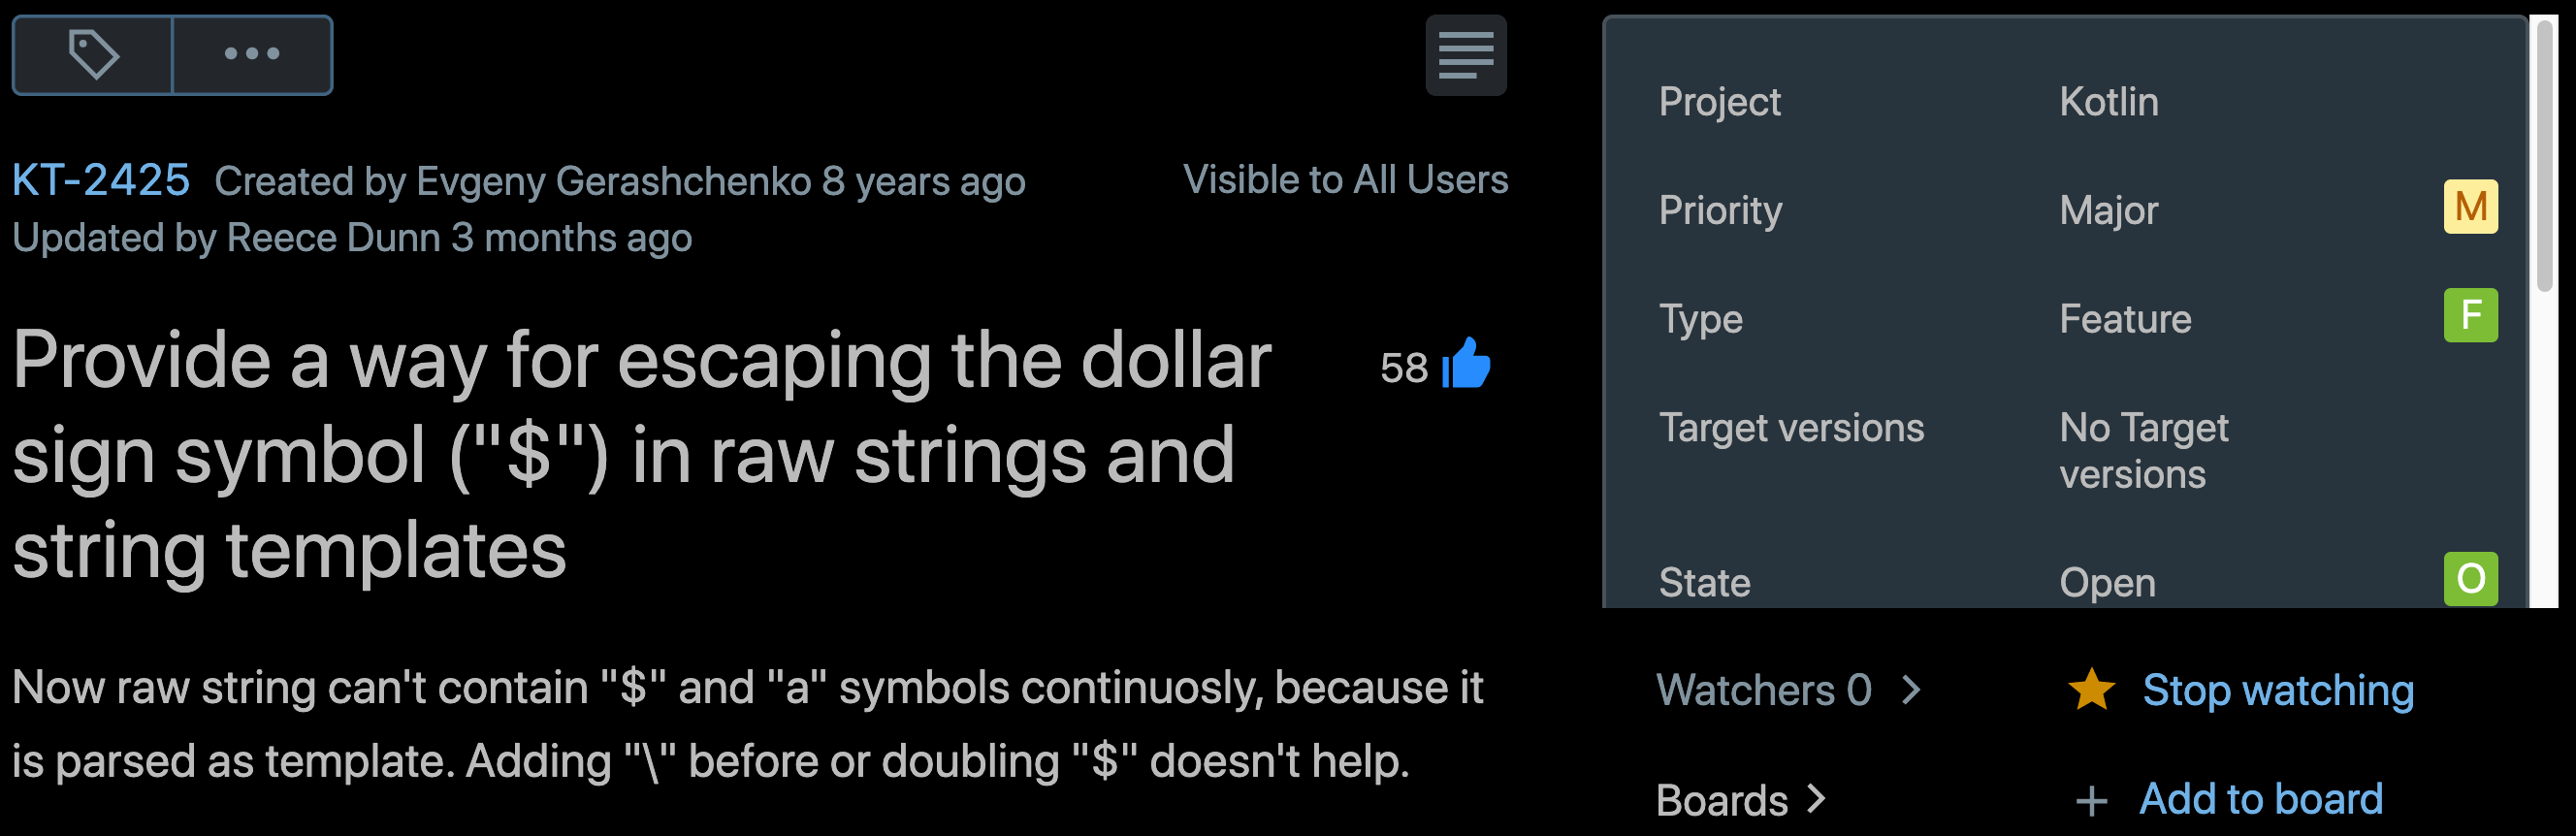 KT-2425 Created by Evgeny Gerashchenko 8 years ago
Visible to All Users
Updated by Reece Dunn 3 months ago
Provide a way for escaping the dollar
sign symbol ("$") in raw strings and
string templates
58
Now raw string can't contain "$" and "a" symbols continuosly, because it
is parsed as template. Adding "\" before or doubling "$" doesn't help.
Project Kotlin
Priority Major M
Type Feature F
Target versions No Target
versions
State Open O
Watchers 0 Stop watching
Boards Add to board